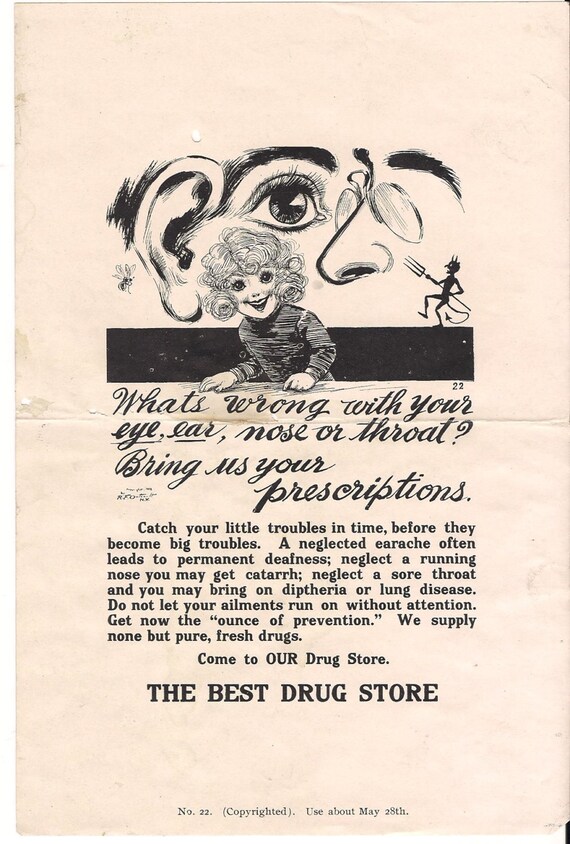 22
Whats wrong with your
eye, ear, nose or throat?
Bring us your
prescriptions.
Catch your little troubles in time, before they
become big troubles. A neglected earache often
leads to permanent deafness; neglect a running
nose you may get catarrh; neglect a sore throat
and you may bring on diptheria or lung disease.
Do not let your ailments run on without attention.
Get now the "ounce of prevention." We supply
none but pure, fresh drugs.
Come to OUR Drug Store.
THE BEST DRUG STORE
No. 22. (Copyrighted). Use about May 28th.